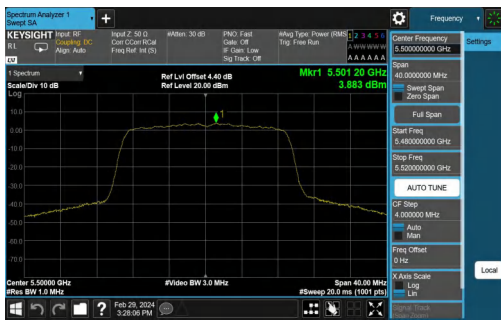 Spectrum Analyzer 1
Swept SA
Frequency
KEYSIGHT
RL
Input: RF
Coupling: DC
Align: Auto
Input Z: 50 Ω
Corr CCorr RCal
Freq Ref: Int (S)
#Atten: 30 dB
PNO: Fast
Gate: Off
IF Gain: Low
Sig Track: Off
#Avg Type: Power (RMS)
Trig: Free Run
1 2 3 4 5 6
A W W W W W
A A A A A A
1 Spectrum
Scale/Div 10 dB
Log
Ref Lvl Offset 4.40 dB
Ref Level 20.00 dBm
Mkr1 5.501 20 GHz
3.883 dBm
1
10.0
0.00
-10.0
-20.0
-30.0
-40.0
-50.0
-60.0
-70.0
Center 5.50000 GHz
#Res BW 1.0 MHz
#Video BW 3.0 MHz
Span 40.00 MHz
#Sweep 20.0 ms (1001 pts)
Feb 29, 2024
3:28:06 PM
Center Frequency
5.500000000 GHz
Span
40.0000000 MHz
Swept Span
Zero Span
Full Span
Start Freq
5.480000000 GHz
Stop Freq
5.520000000 GHz
AUTO TUNE
CF Step
4.000000 MHz
Auto
Man
Freq Offset
0 Hz
X Axis Scale
Log
Lin
Signal Track
Settings
Local